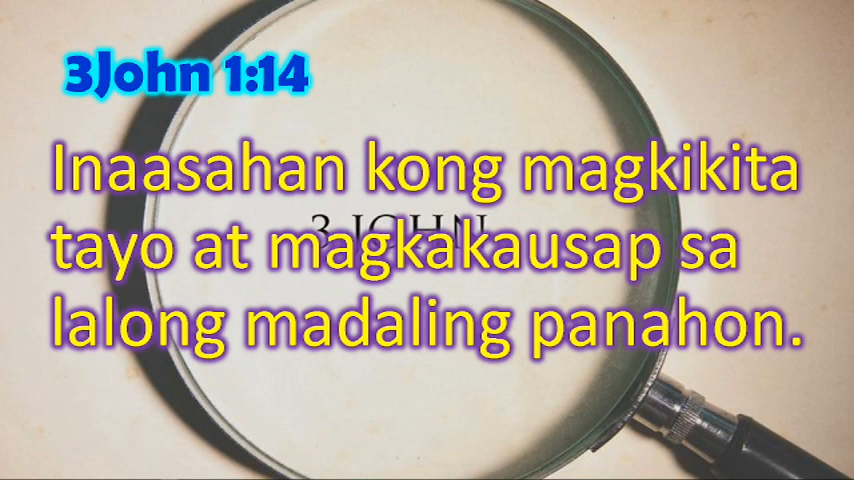 3John 1:14
Inaasahan kong magkikita
3 JOHN
tayo at magkakausap sa
lalong madaling panahon.